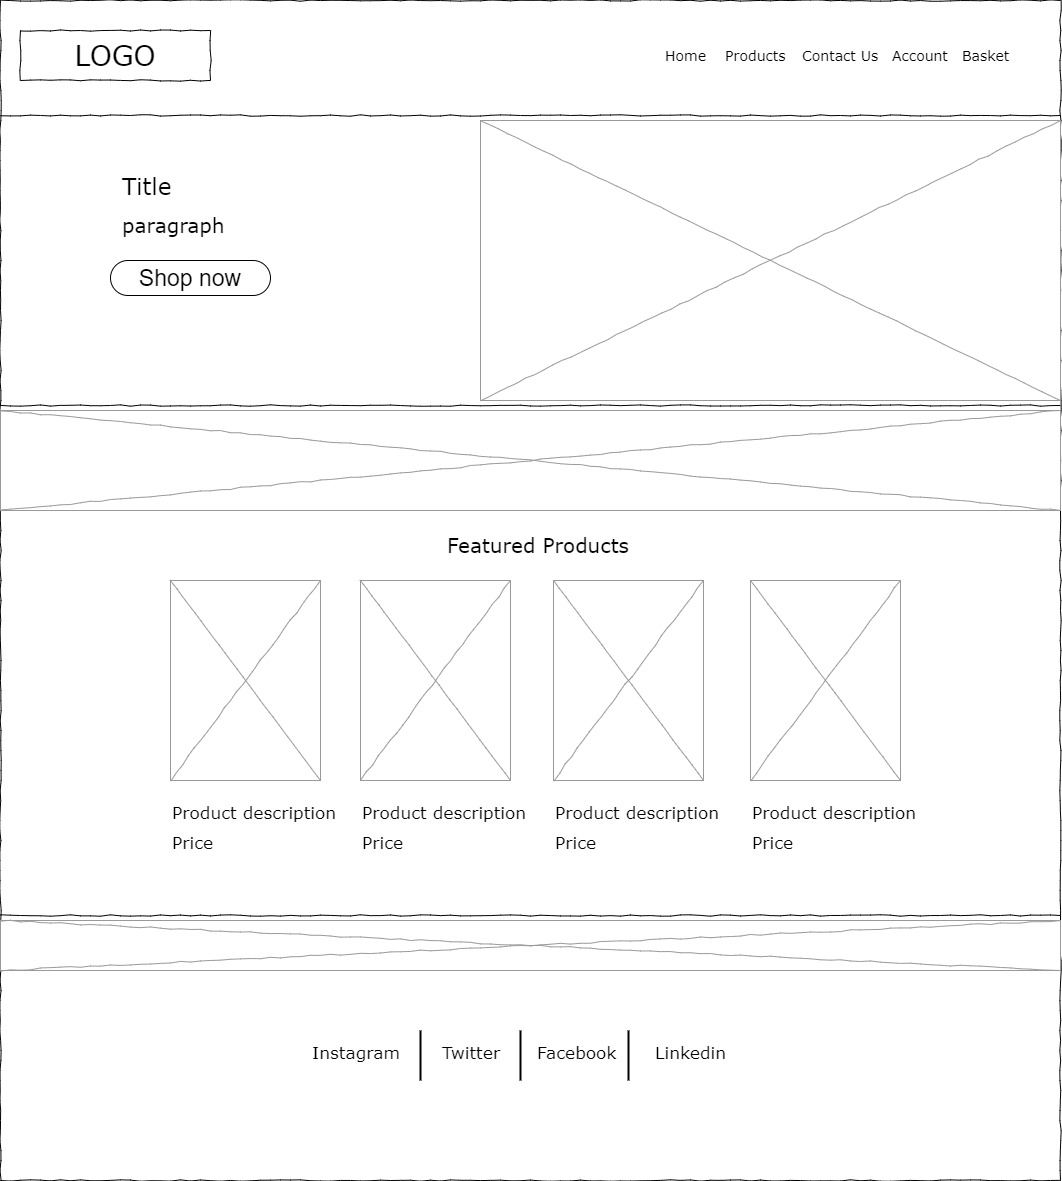 LOGO
Home Products Contact Us Account Basket
Title
paragraph
Shop now
Featured Products
Product description Product description Product description Product description
Price Price Price Price
Instagram Twitter Facebook Linkedin